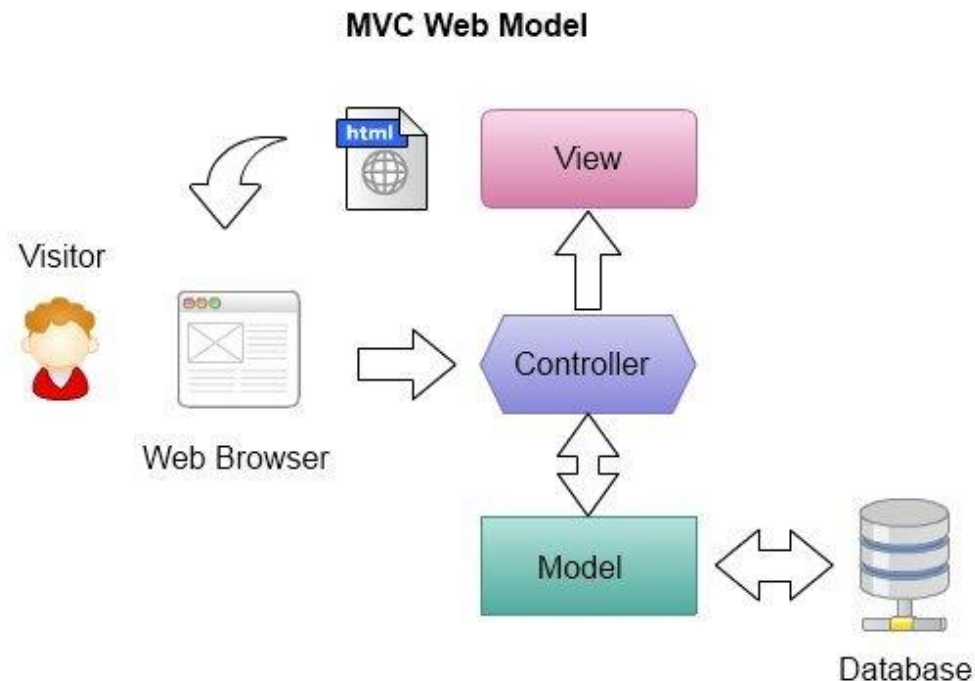 MVC Web Model
html
View
Visitor
Controller
Web Browser
Model
Database